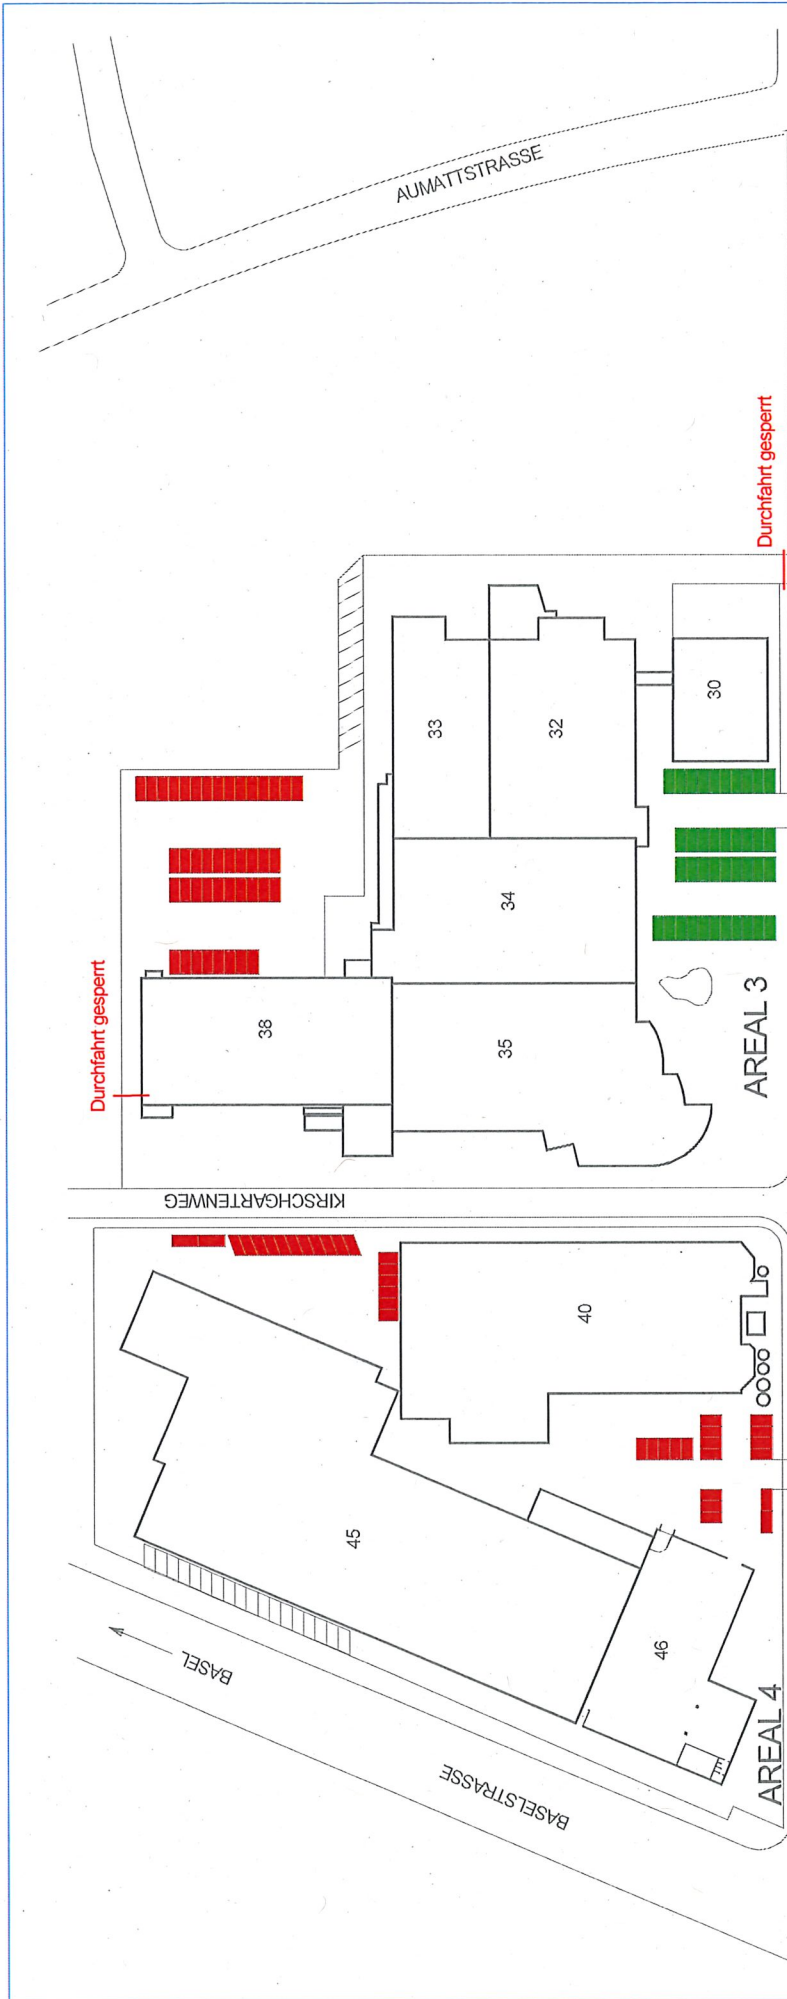 AUMATTSTRASSE
Durchfahrt gesperrt
33
32
30
34
Durchfahrt gesperrt
38
35
AREAL 3
KIRSCHGARTENWEG
40
45
46
BASEL
BASELSTRASSE
AREAL 4